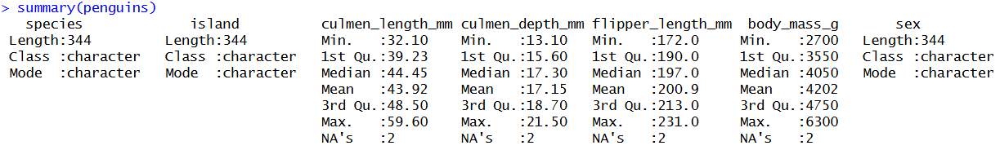 > summary(penguins)
species island culmen_length_mm culmen_depth_mm flipper_length_mm body_mass_g sex
Length:344 Length:344 Min. :32.10 Min. :13.10 Min. :172.0 Min. :2700 Length:344
Class :character Class :character 1st Qu.:39.23 1st Qu.:15.60 1st Qu.:190.0 1st Qu.:3550 Class :character
Mode :character Mode :character Median :44.45 Median :17.30 Median :197.0 Median :4050 Mode :character
Mean :43.92 Mean :17.15 Mean :200.9 Mean :4202
3rd Qu.:48.50 3rd Qu.:18.70 3rd Qu.:213.0 3rd Qu.:4750
Max. :59.60 Max. :21.50 Max. :231.0 Max. :6300
NA's :2 NA's :2 NA's :2 NA's :2